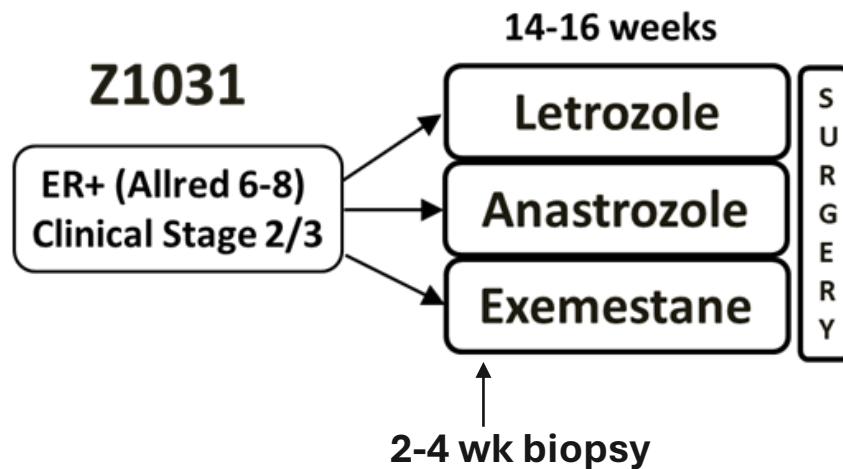 14-16 weeks
Z1031
ER+ (Allred 6-8)
Clinical Stage 2/3
Letrozole
Anastrozole
Exemestane
SURGERY
2-4 wk biopsy